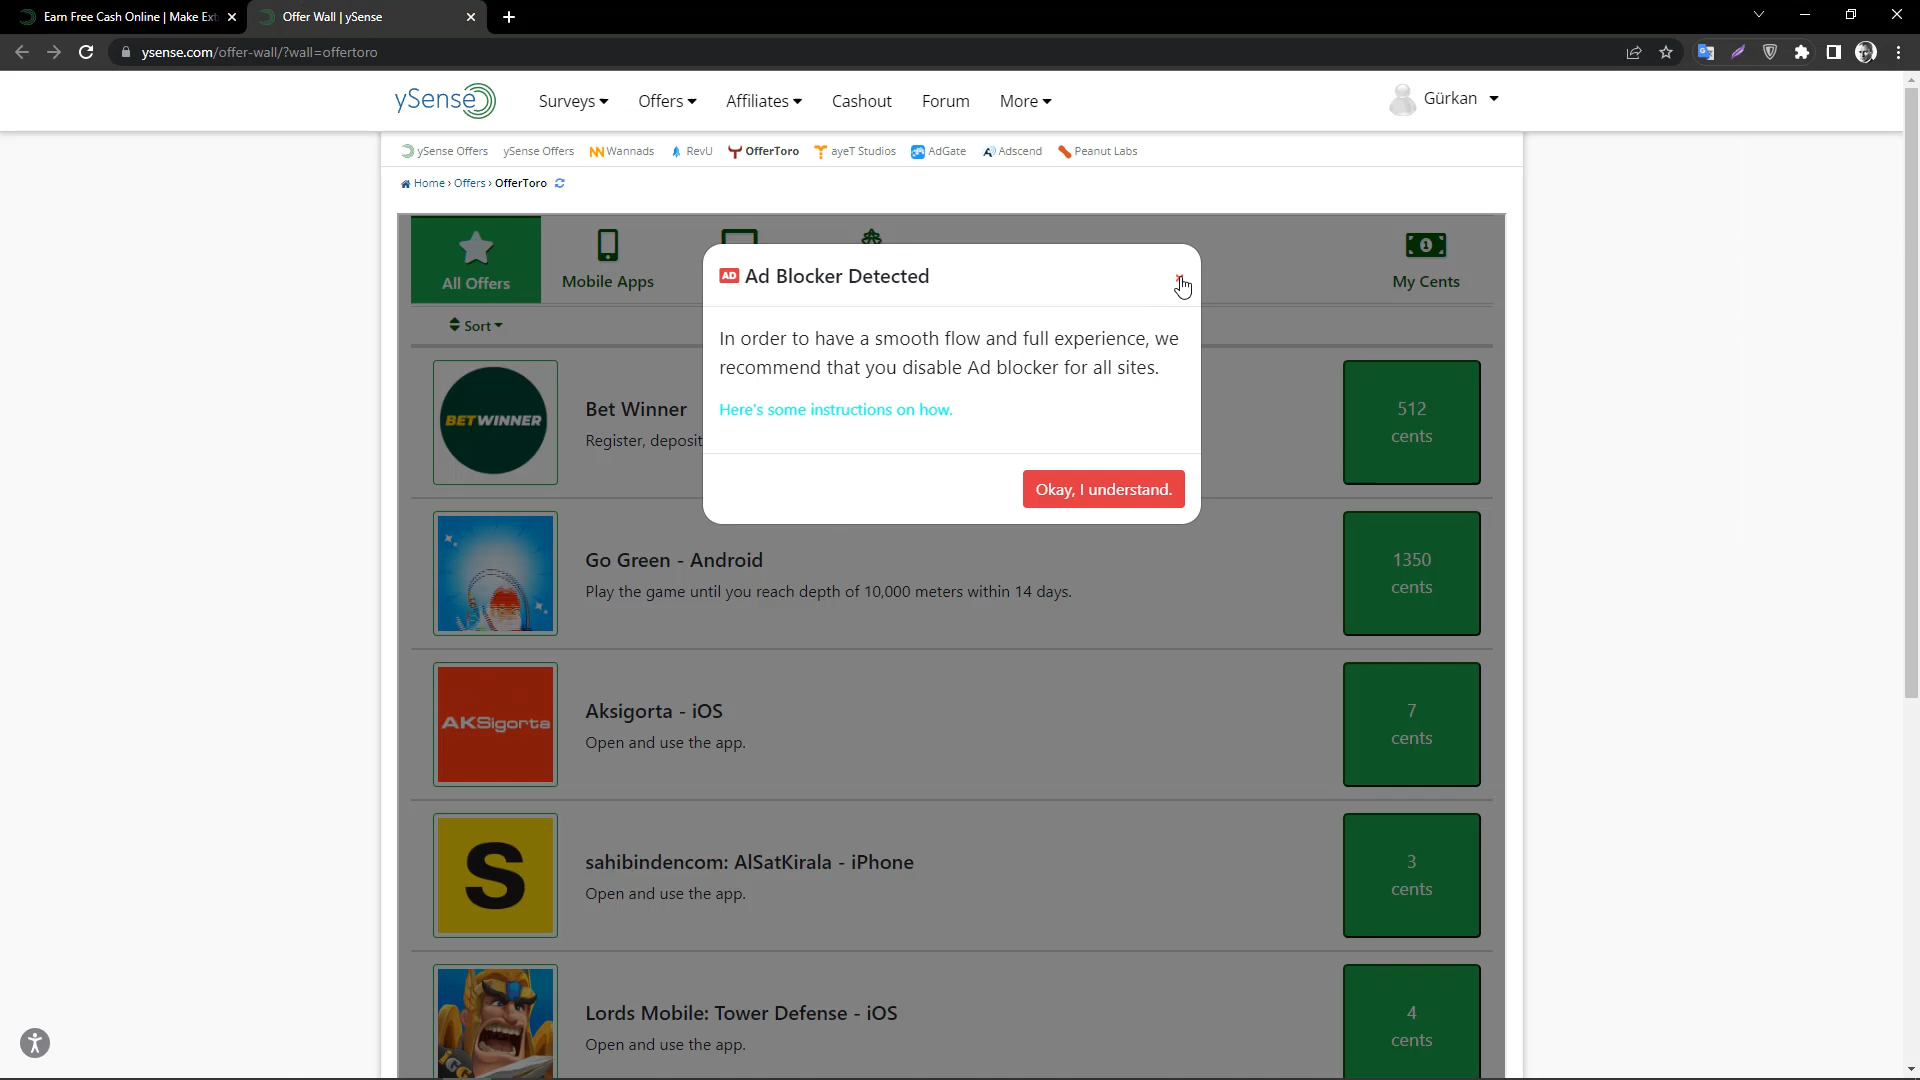 Earn Free Cash Online | Make Ext
Offer Wall | ySense
ysense.com/offer-wall/?wall=offertoro
ySense
Surveys
Offers
Affiliates
Cashout
Forum
More
Gürkan
ySense Offers
ySense Offers
Wannads
RevU
OfferToro
ayeT Studios
AdGate
Adscend
Peanut Labs
Home › Offers › OfferToro
All Offers
Mobile Apps
My Cents
Sort
AD Ad Blocker Detected
In order to have a smooth flow and full experience, we
recommend that you disable Ad blocker for all sites.
Here's some instructions on how.
Okay, I understand.
BETWINNER
Bet Winner
Register, deposit
512
cents
Go Green - Android
Play the game until you reach depth of 10,000 meters within 14 days.
1350
cents
AKSigorta
Aksigorta - iOS
Open and use the app.
7
cents
S
sahibindencom: AlSatKirala - iPhone
Open and use the app.
3
cents
IGG
Lords Mobile: Tower Defense - iOS
Open and use the app.
4
cents